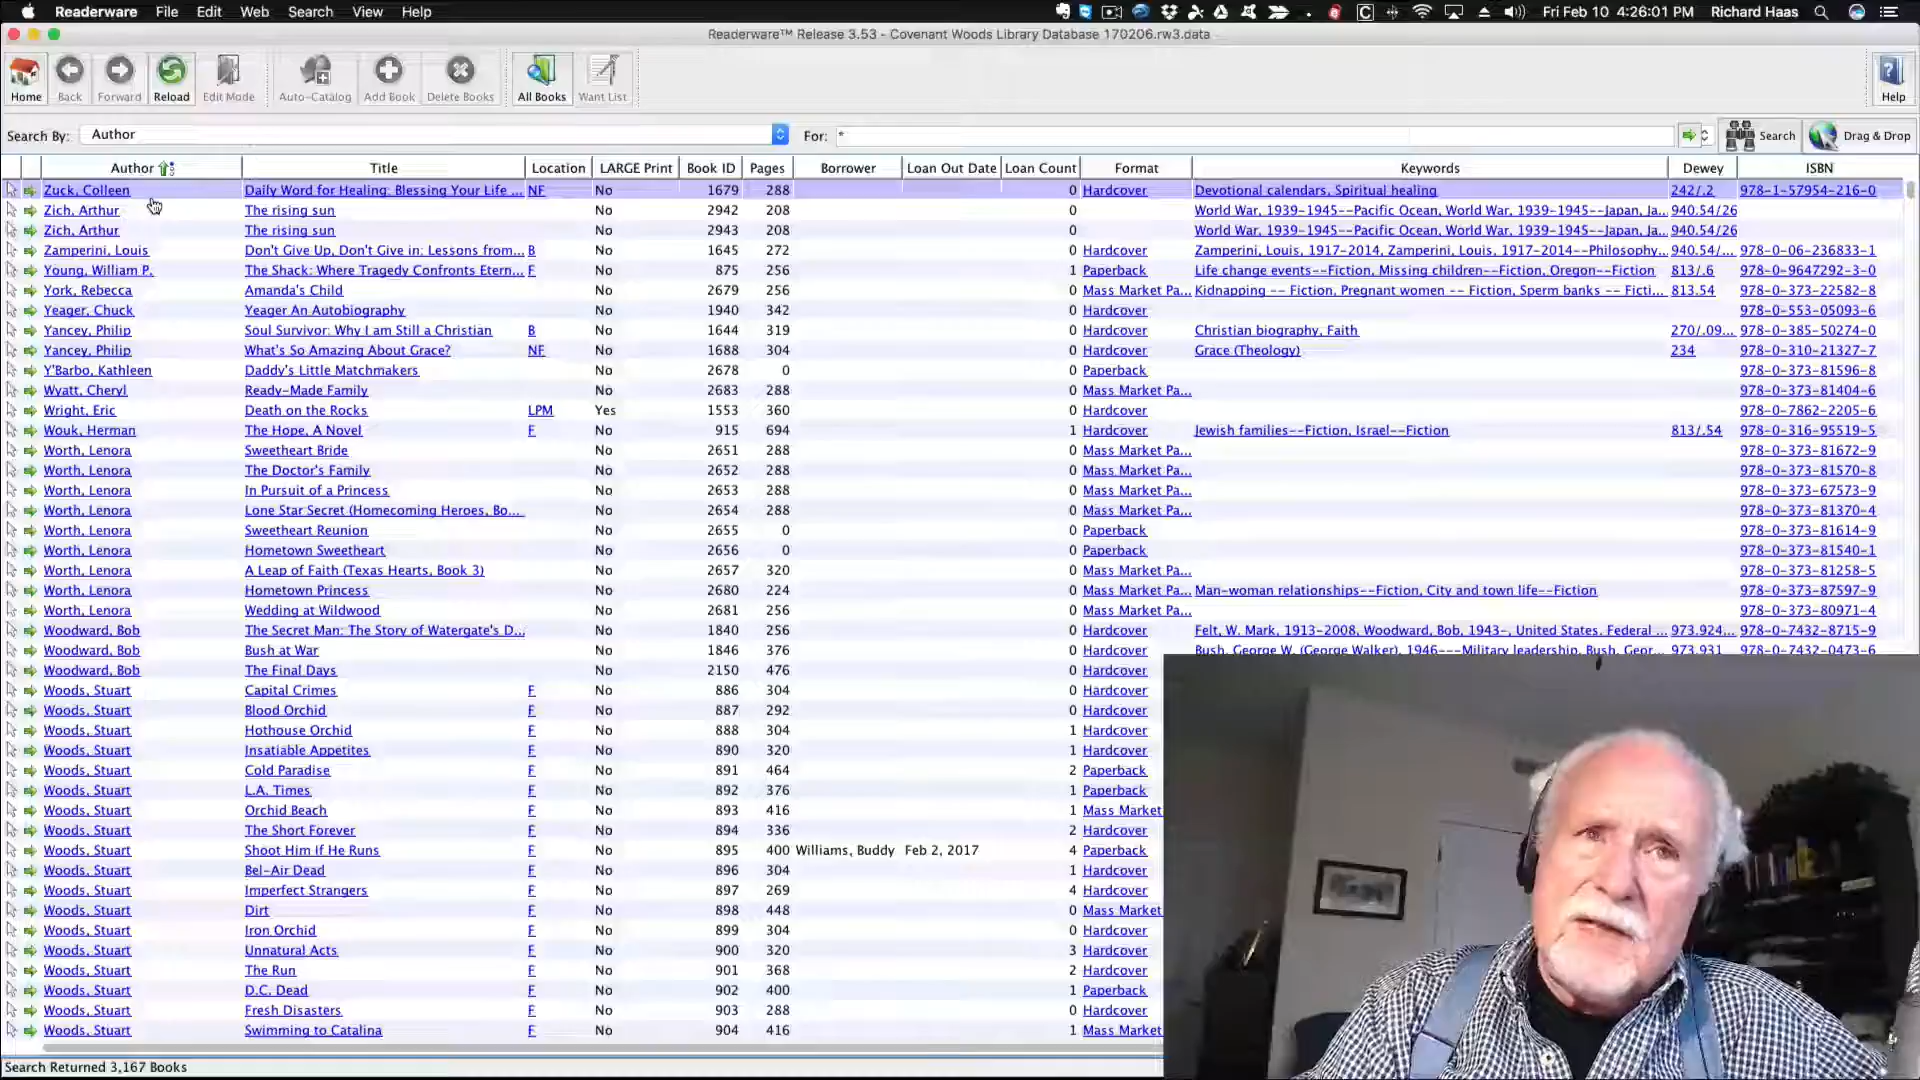 Readerware File Edit Web Search View Help Fri Feb 10 4:26:01 PM Richard Haas
Readerware™ Release 3.53 - Covenant Woods Library Database 170206.rw3.data
Home Back Forward Reload Edit Mode Auto-Catalog Add Book Delete Books All Books Want List Help
Search By: Author For: * Search Drag & Drop
Author Title Location LARGE Print Book ID Pages Borrower Loan Out Date Loan Count Format Keywords Dewey ISBN
Zuck, Colleen Daily Word for Healing: Blessing Your Life ... NF No 1679 288 0 Hardcover Devotional calendars, Spiritual healing 242/.2 978-1-57954-216-0
Zich, Arthur The rising sun No 2942 208 0 World War, 1939-1945--Pacific Ocean, World War, 1939-1945--Japan, Ja... 940.54/26
Zich, Arthur The rising sun No 2943 208 0 World War, 1939-1945--Pacific Ocean, World War, 1939-1945--Japan, Ja... 940.54/26
Zamperini, Louis Don't Give Up, Don't Give in: Lessons from... B No 1645 272 0 Hardcover Zamperini, Louis, 1917-2014, Zamperini, Louis, 1917-2014--Philosophy... 940.54/... 978-0-06-236833-1
Young, William P. The Shack: Where Tragedy Confronts Etern... F No 875 256 1 Paperback Life change events--Fiction, Missing children--Fiction, Oregon--Fiction 813/.6 978-0-9647292-3-0
York, Rebecca Amanda's Child No 2679 256 0 Mass Market Pa... Kidnapping -- Fiction, Pregnant women -- Fiction, Sperm banks -- Ficti... 813.54 978-0-373-22582-8
Yeager, Chuck Yeager An Autobiography No 1940 342 0 Hardcover 978-0-553-05093-6
Yancey, Philip Soul Survivor: Why I am Still a Christian B No 1644 319 0 Hardcover Christian biography, Faith 270/.09... 978-0-385-50274-0
Yancey, Philip What's So Amazing About Grace? NF No 1688 304 0 Hardcover Grace (Theology) 234 978-0-310-21327-7
Y'Barbo, Kathleen Daddy's Little Matchmakers No 2678 0 0 Paperback 978-0-373-81596-8
Wyatt, Cheryl Ready-Made Family No 2683 288 0 Mass Market Pa... 978-0-373-81404-6
Wright, Eric Death on the Rocks LPM Yes 1553 360 0 Hardcover 978-0-7862-2205-6
Wouk, Herman The Hope, A Novel F No 915 694 1 Hardcover Jewish families--Fiction, Israel--Fiction 813/.54 978-0-316-95519-5
Worth, Lenora Sweetheart Bride No 2651 288 0 Mass Market Pa... 978-0-373-81672-9
Worth, Lenora The Doctor's Family No 2652 288 0 Mass Market Pa... 978-0-373-81570-8
Worth, Lenora In Pursuit of a Princess No 2653 288 0 Mass Market Pa... 978-0-373-67573-9
Worth, Lenora Lone Star Secret (Homecoming Heroes, Bo... No 2654 288 0 Mass Market Pa... 978-0-373-81370-4
Worth, Lenora Sweetheart Reunion No 2655 0 0 Paperback 978-0-373-81614-9
Worth, Lenora Hometown Sweetheart No 2656 0 0 Paperback 978-0-373-81540-1
Worth, Lenora A Leap of Faith (Texas Hearts, Book 3) No 2657 320 0 Mass Market Pa... 978-0-373-81258-5
Worth, Lenora Hometown Princess No 2680 224 0 Mass Market Pa... Man-woman relationships--Fiction, City and town life--Fiction 978-0-373-87597-9
Worth, Lenora Wedding at Wildwood No 2681 256 0 Mass Market Pa... 978-0-373-80971-4
Woodward, Bob The Secret Man: The Story of Watergate's D... No 1840 256 0 Hardcover Felt, W. Mark, 1913-2008, Woodward, Bob, 1943-, United States. Federal ... 973.924... 978-0-7432-8715-9
Woodward, Bob Bush at War No 1846 376 0 Hardcover Bush, George W. (George Walker), 1946---Military leadership, Bush, Geor... 973.931 978-0-7432-0473-6
Woodward, Bob The Final Days No 2150 476 0 Hardcover
Woods, Stuart Capital Crimes F No 886 304 0 Hardcover
Woods, Stuart Blood Orchid F No 887 292 0 Hardcover
Woods, Stuart Hothouse Orchid F No 888 304 1 Hardcover
Woods, Stuart Insatiable Appetites F No 890 320 1 Hardcover
Woods, Stuart Cold Paradise F No 891 464 2 Paperback
Woods, Stuart L.A. Times F No 892 376 1 Paperback
Woods, Stuart Orchid Beach F No 893 416 1 Mass Market
Woods, Stuart The Short Forever F No 894 336 2 Hardcover
Woods, Stuart Shoot Him if He Runs F No 895 400 Williams, Buddy Feb 2, 2017 4 Paperback
Woods, Stuart Bel-Air Dead F No 896 304 1 Hardcover
Woods, Stuart Imperfect Strangers F No 897 269 4 Hardcover
Woods, Stuart Dirt F No 898 448 0 Mass Market
Woods, Stuart Iron Orchid F No 899 304 0 Hardcover
Woods, Stuart Unnatural Acts F No 900 320 3 Hardcover
Woods, Stuart The Run F No 901 368 2 Hardcover
Woods, Stuart D.C. Dead F No 902 400 1 Paperback
Woods, Stuart Fresh Disasters F No 903 288 0 Hardcover
Woods, Stuart Swimming to Catalina F No 904 416 1 Mass Market
Search Returned 3,167 Books